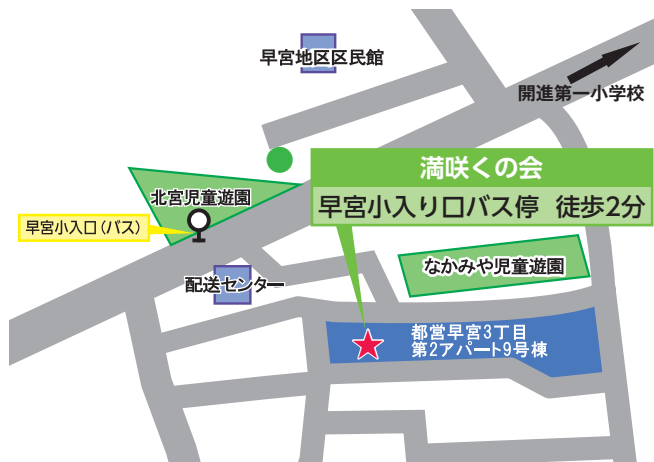 早宮地区区民館
開進第一小学校
満咲くの会
北宮児童遊園
早宮小入り口バス停 徒歩2分
早宮小入口(バス)
なかみや児童遊園
配送センター
都営早宮3丁目
第2アパート9号棟